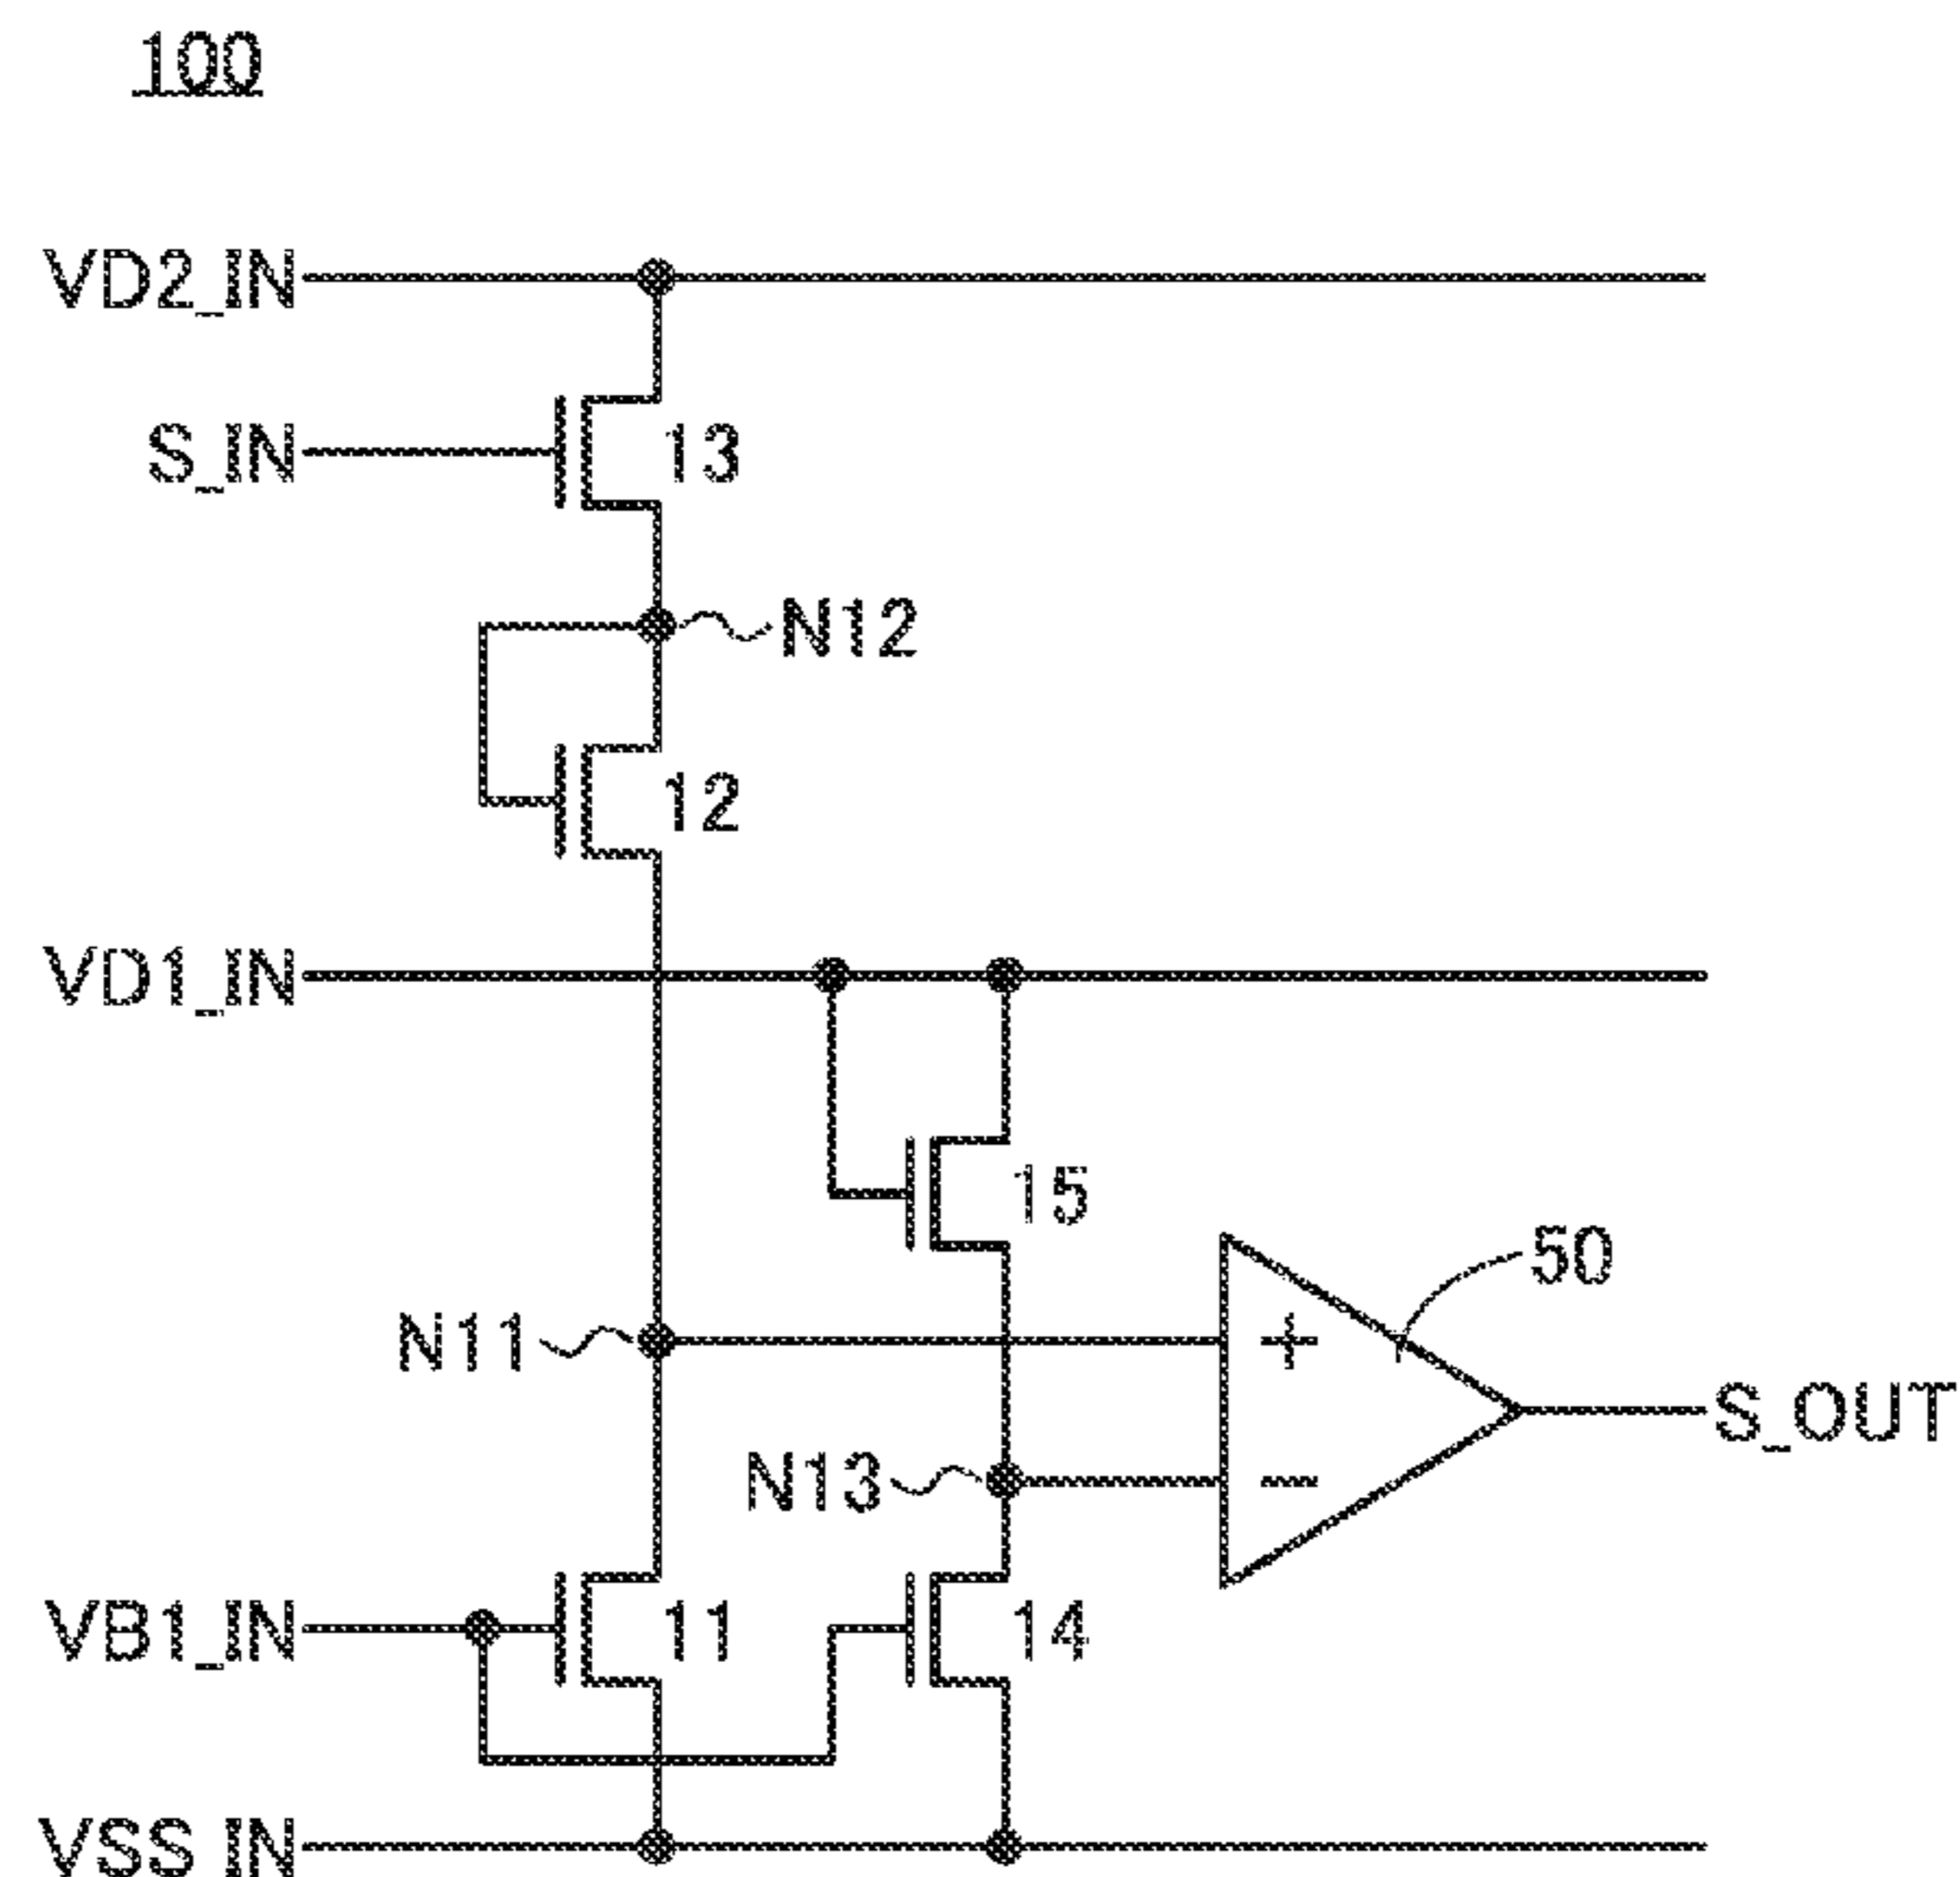 100
VD2_IN
S_IN
13
N12
12
VD1_IN
15
50
N11
+
S_OUT
N13
−
VB1_IN
11
14
VSS_IN